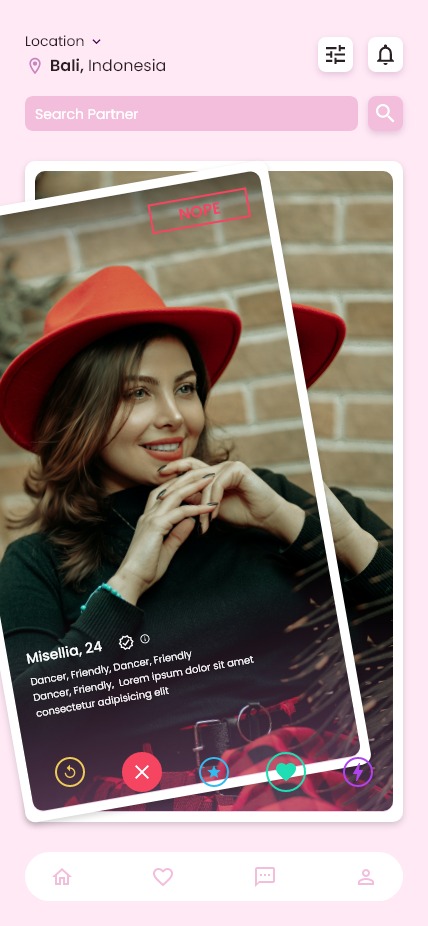 Location
Bali, Indonesia
Search Partner
NOPE
Misellia, 24
Dancer, Friendly, Dancer, Friendly
Dancer, Friendly, Lorem ipsum dolor sit amet
consectetur adipisicing elit